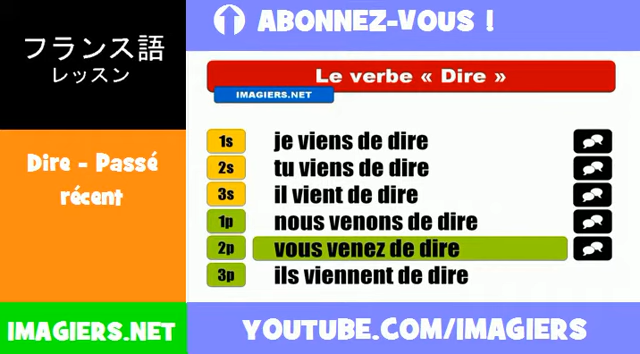 フランス語
レッスン
Dire - Passé
récent
IMAGIERS.NET
ABONNEZ-VOUS !
Le verbe « Dire »
IMAGIERS.NET
1s je viens de dire
2s tu viens de dire
3s il vient de dire
1p nous venons de dire
2p vous venez de dire
3p ils viennent de dire
YOUTUBE.COM/IMAGIERS